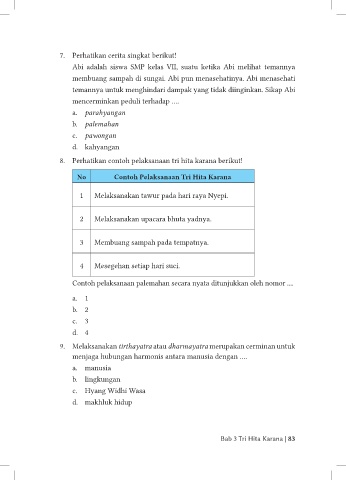 7. Perhatikan cerita singkat berikut!
Abi adalah siswa SMP kelas VII, suatu ketika Abi melihat temannya
membuang sampah di sungai. Abi pun menasehatinya. Abi menasehati
temannya untuk menghindari dampak yang tidak diinginkan. Sikap Abi
mencerminkan peduli terhadap ....
a. parahyangan
b. palemahan
c. pawongan
d. kahyangan
8. Perhatikan contoh pelaksanaan tri hita karana berikut!
No Contoh Pelaksanaan Tri Hita Karana
1 Melaksanakan tawur pada hari raya Nyepi.
2 Melaksanakan upacara bhuta yadnya.
3 Membuang sampah pada tempatnya.
4 Mesegehan setiap hari suci.
Contoh pelaksanaan palemahan secara nyata ditunjukkan oleh nomor ....
a. 1
b. 2
c. 3
d. 4
9. Melaksanakan tirthayatra atau dharmayatra merupakan cerminan untuk
menjaga hubungan harmonis antara manusia dengan ....
a. manusia
b. lingkungan
c. Hyang Widhi Wasa
d. makhluk hidup
Bab 3 Tri Hita Karana | 83